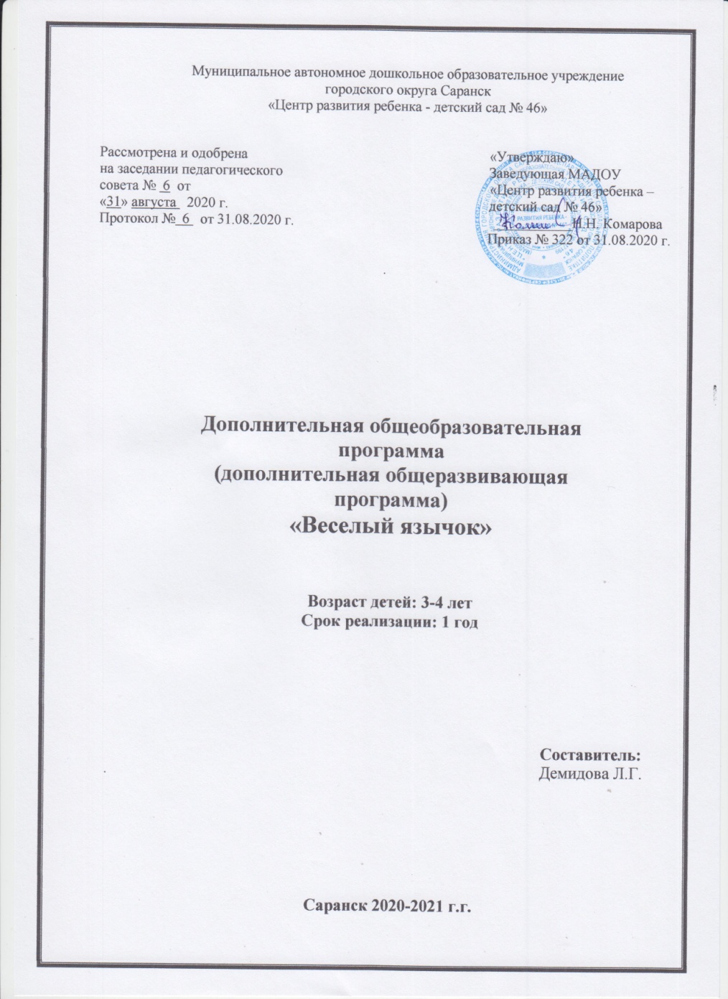 Муниципальное автономное дошкольное образовательное учреждение
городского округа Саранск
«Центр развития ребенка - детский сад № 46»
Рассмотрена и одобрена
на заседании педагогического
совета № 6 от
«31» августа 2020 г.
Протокол № 6 от 31.08.2020 г.
«Утверждаю»
Заведующая МАДОУ
«Центр развития ребенка –
детский сад № 46»
Н.Н. Комарова
Приказ № 322 от 31.08.2020 г.
РАЗВИТИЯ РЕБЕНКА -
Дополнительная общеобразовательная
программа
(дополнительная общеразвивающая
программа)
«Веселый язычок»
Возраст детей: 3-4 лет
Срок реализации: 1 год
Составитель:
Демидова Л.Г.
Саранск 2020-2021 г.г.